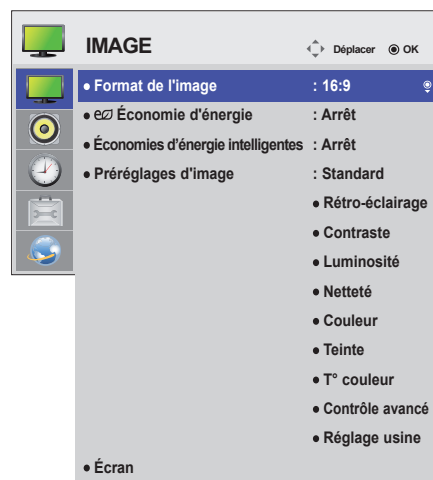 IMAGE Déplacer OK
• Format de l'image : 16:9
• e Économie d'énergie : Arrêt
• Économies d’énergie intelligentes : Arrêt
• Préréglages d'image : Standard
• Rétro-éclairage
• Contraste
• Luminosité
• Netteté
• Couleur
• Teinte
• T° couleur
• Contrôle avancé
• Réglage usine
• Écran